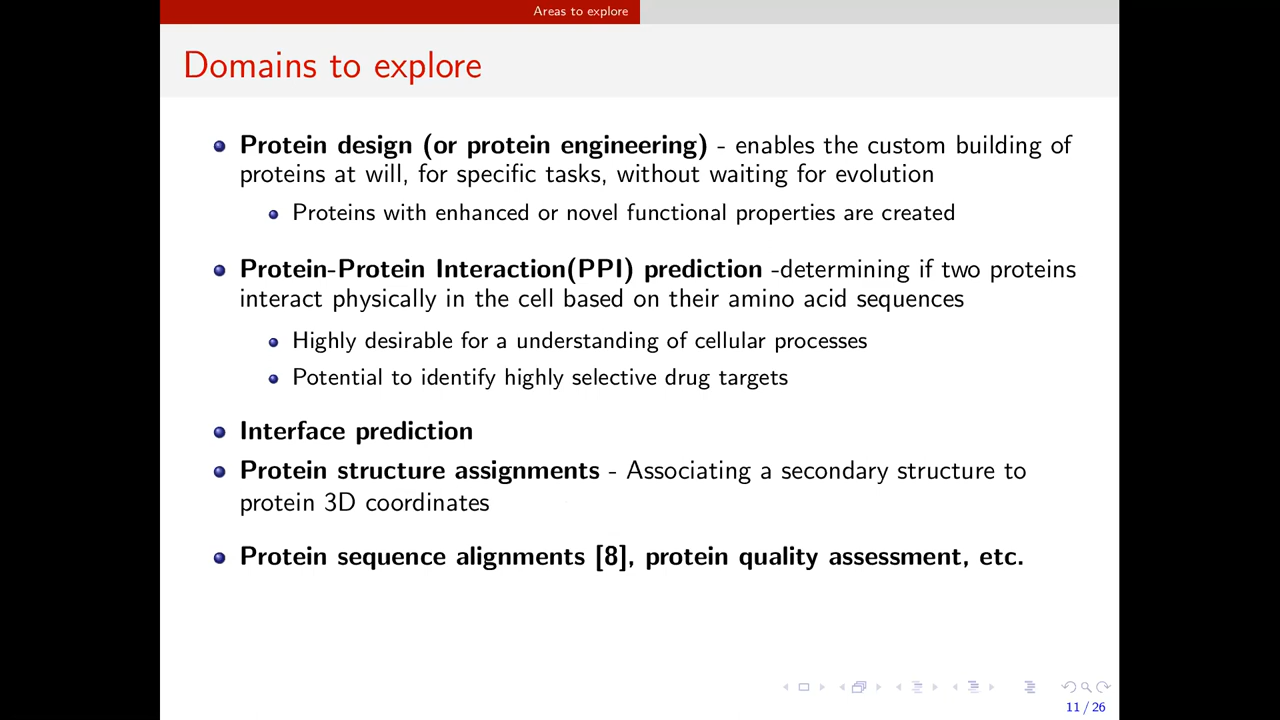 Areas to explore
Domains to explore
Protein design (or protein engineering) - enables the custom building of
proteins at will, for specific tasks, without waiting for evolution
Proteins with enhanced or novel functional properties are created
Protein-Protein Interaction(PPI) prediction -determining if two proteins
interact physically in the cell based on their amino acid sequences
Highly desirable for a understanding of cellular processes
Potential to identify highly selective drug targets
Interface prediction
Protein structure assignments - Associating a secondary structure to
protein 3D coordinates
Protein sequence alignments [8], protein quality assessment, etc.
11 / 26